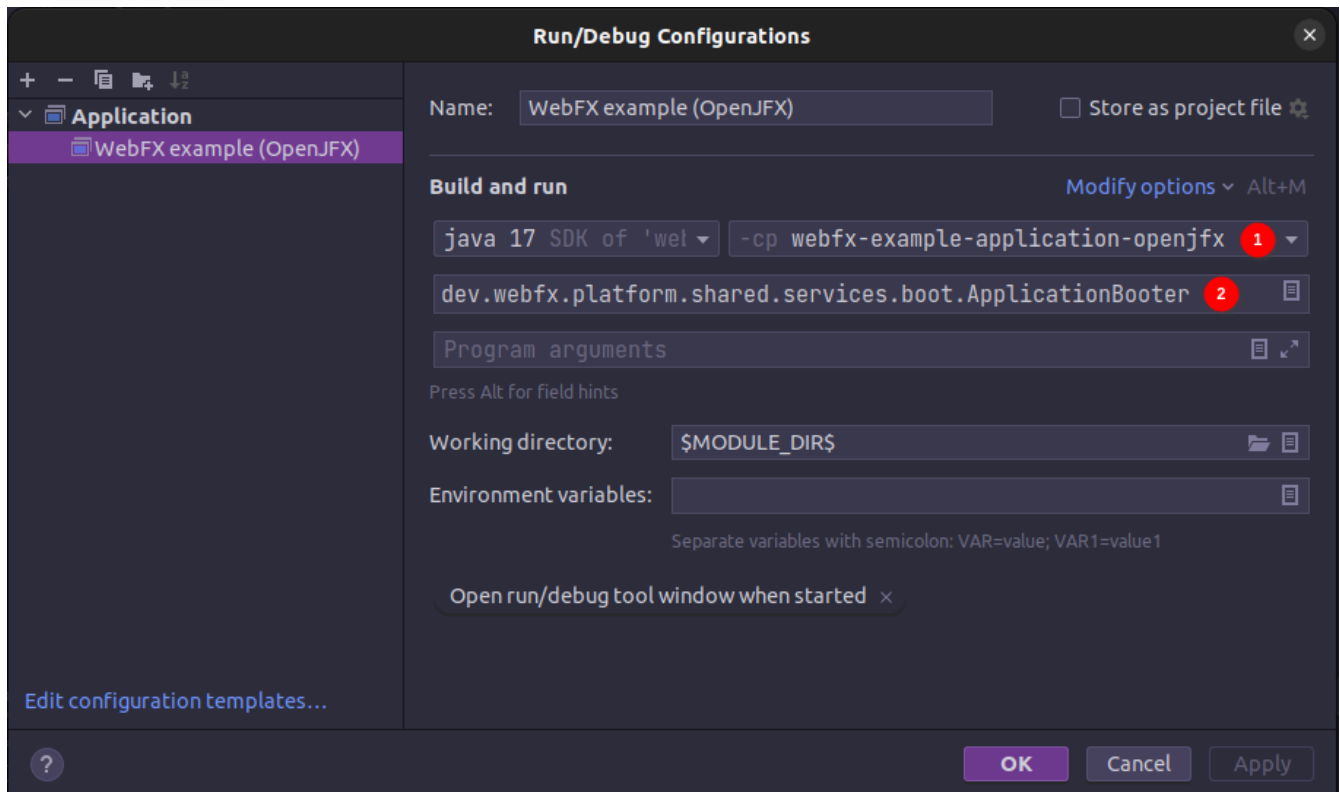 Run/Debug Configurations
Application
WebFX example (OpenJFX)
Edit configuration templates...
Name: WebFX example (OpenJFX) Store as project file
Build and run Modify options Alt+M
java 17 SDK of 'wel -cp webfx-example-application-openjfx 1
dev.webfx.platform.shared.services.boot.ApplicationBooter 2
Program arguments
Press Alt for field hints
Working directory: $MODULE_DIR$
Environment variables:
Separate variables with semicolon: VAR=value; VAR1=value1
Open run/debug tool window when started ×
? OK Cancel Apply